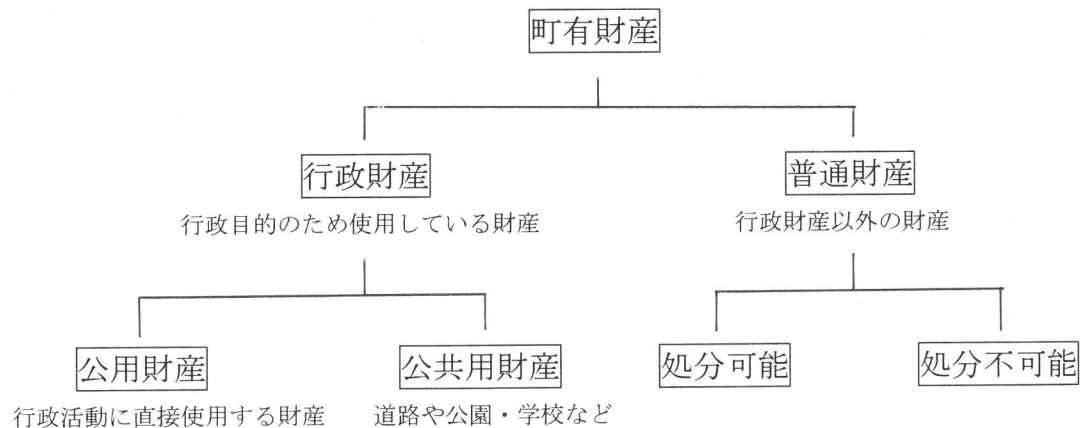 町有財産
行政財産
普通財産
行政目的のため使用している財産
行政財産以外の財産
公用財産
公共用財産
処分可能
処分不可能
行政活動に直接使用する財産
道路や公園・学校など